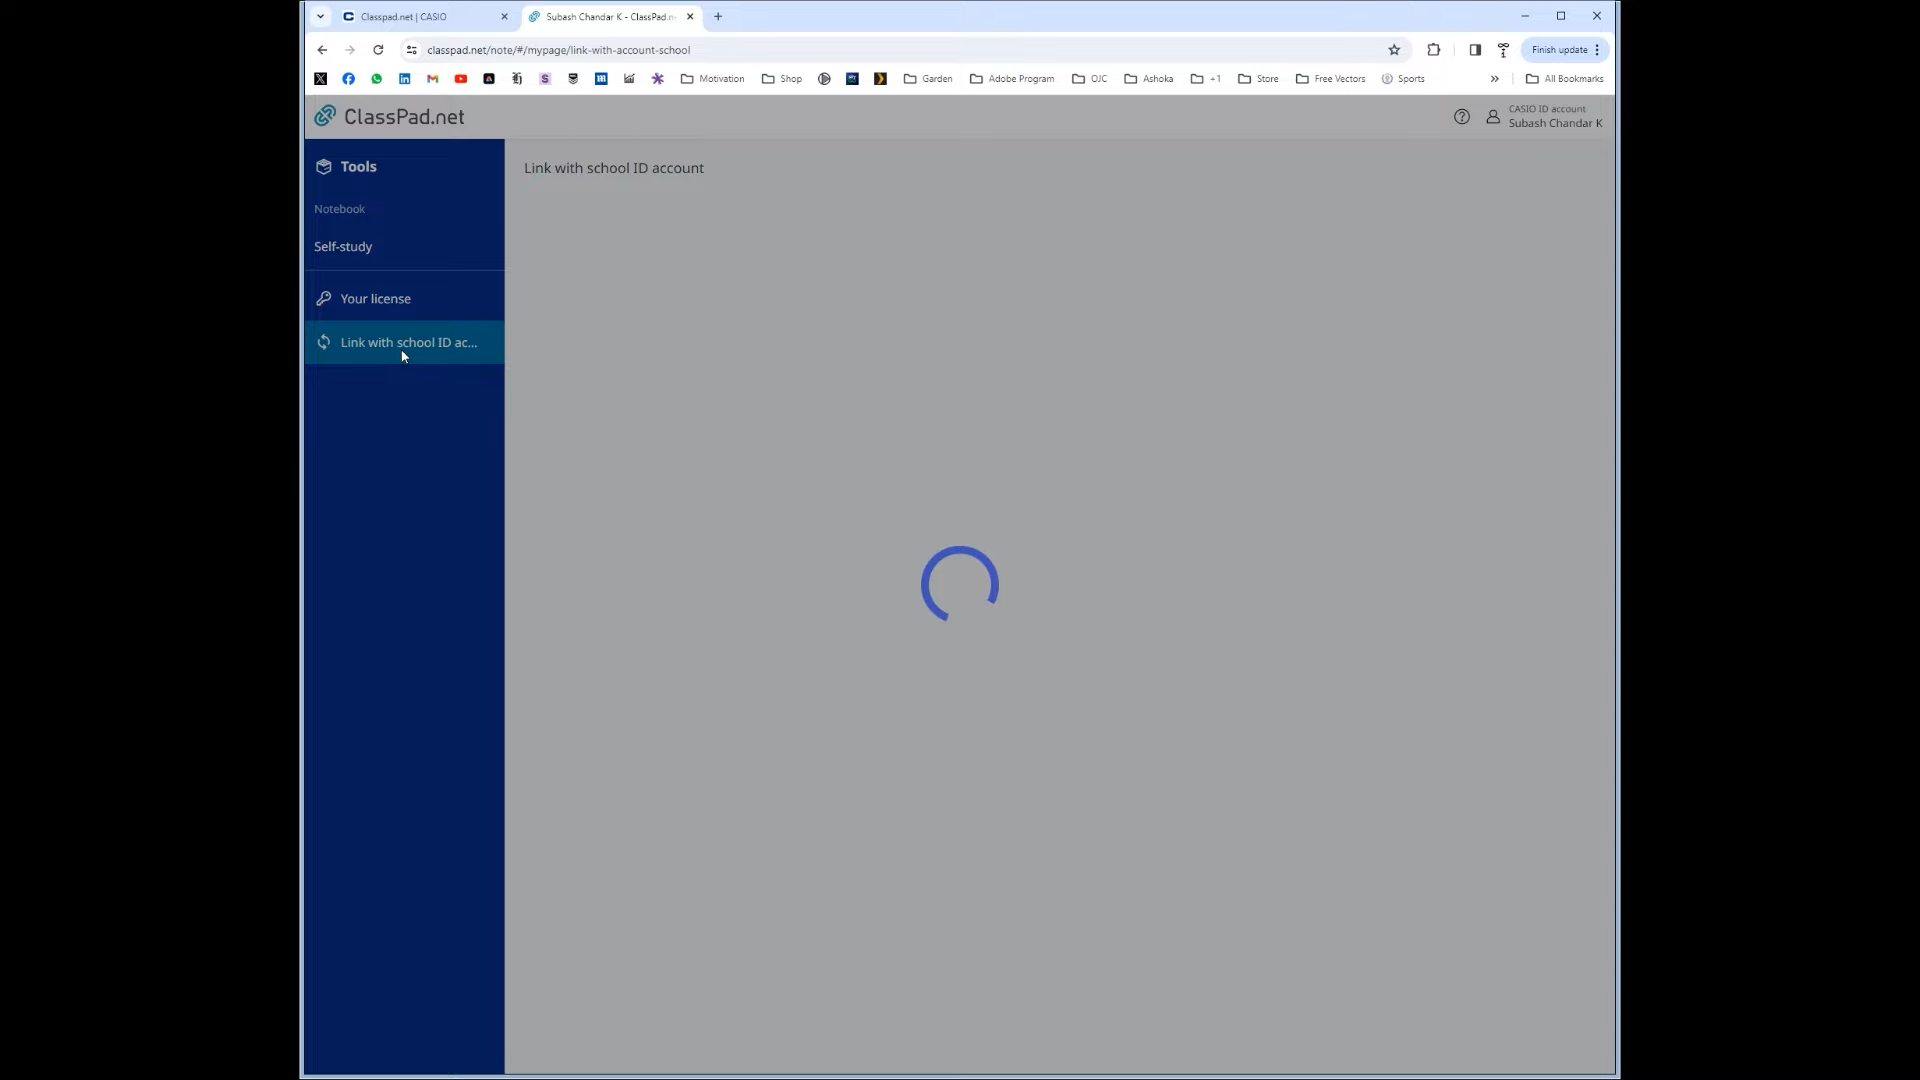 Classpad.net | CASIO
Subash Chandar K - ClassPad.n
classpad.net/note/#/mypage/link-with-account-school
Finish update
Motivation
Shop
Garden
Adobe Program
OJC
Ashoka
+1
Store
Free Vectors
Sports
»
All Bookmarks
ClassPad.net
CASIO ID account
Subash Chandar K
Tools
Link with school ID account
Notebook
Self-study
Your license
Link with school ID ac...